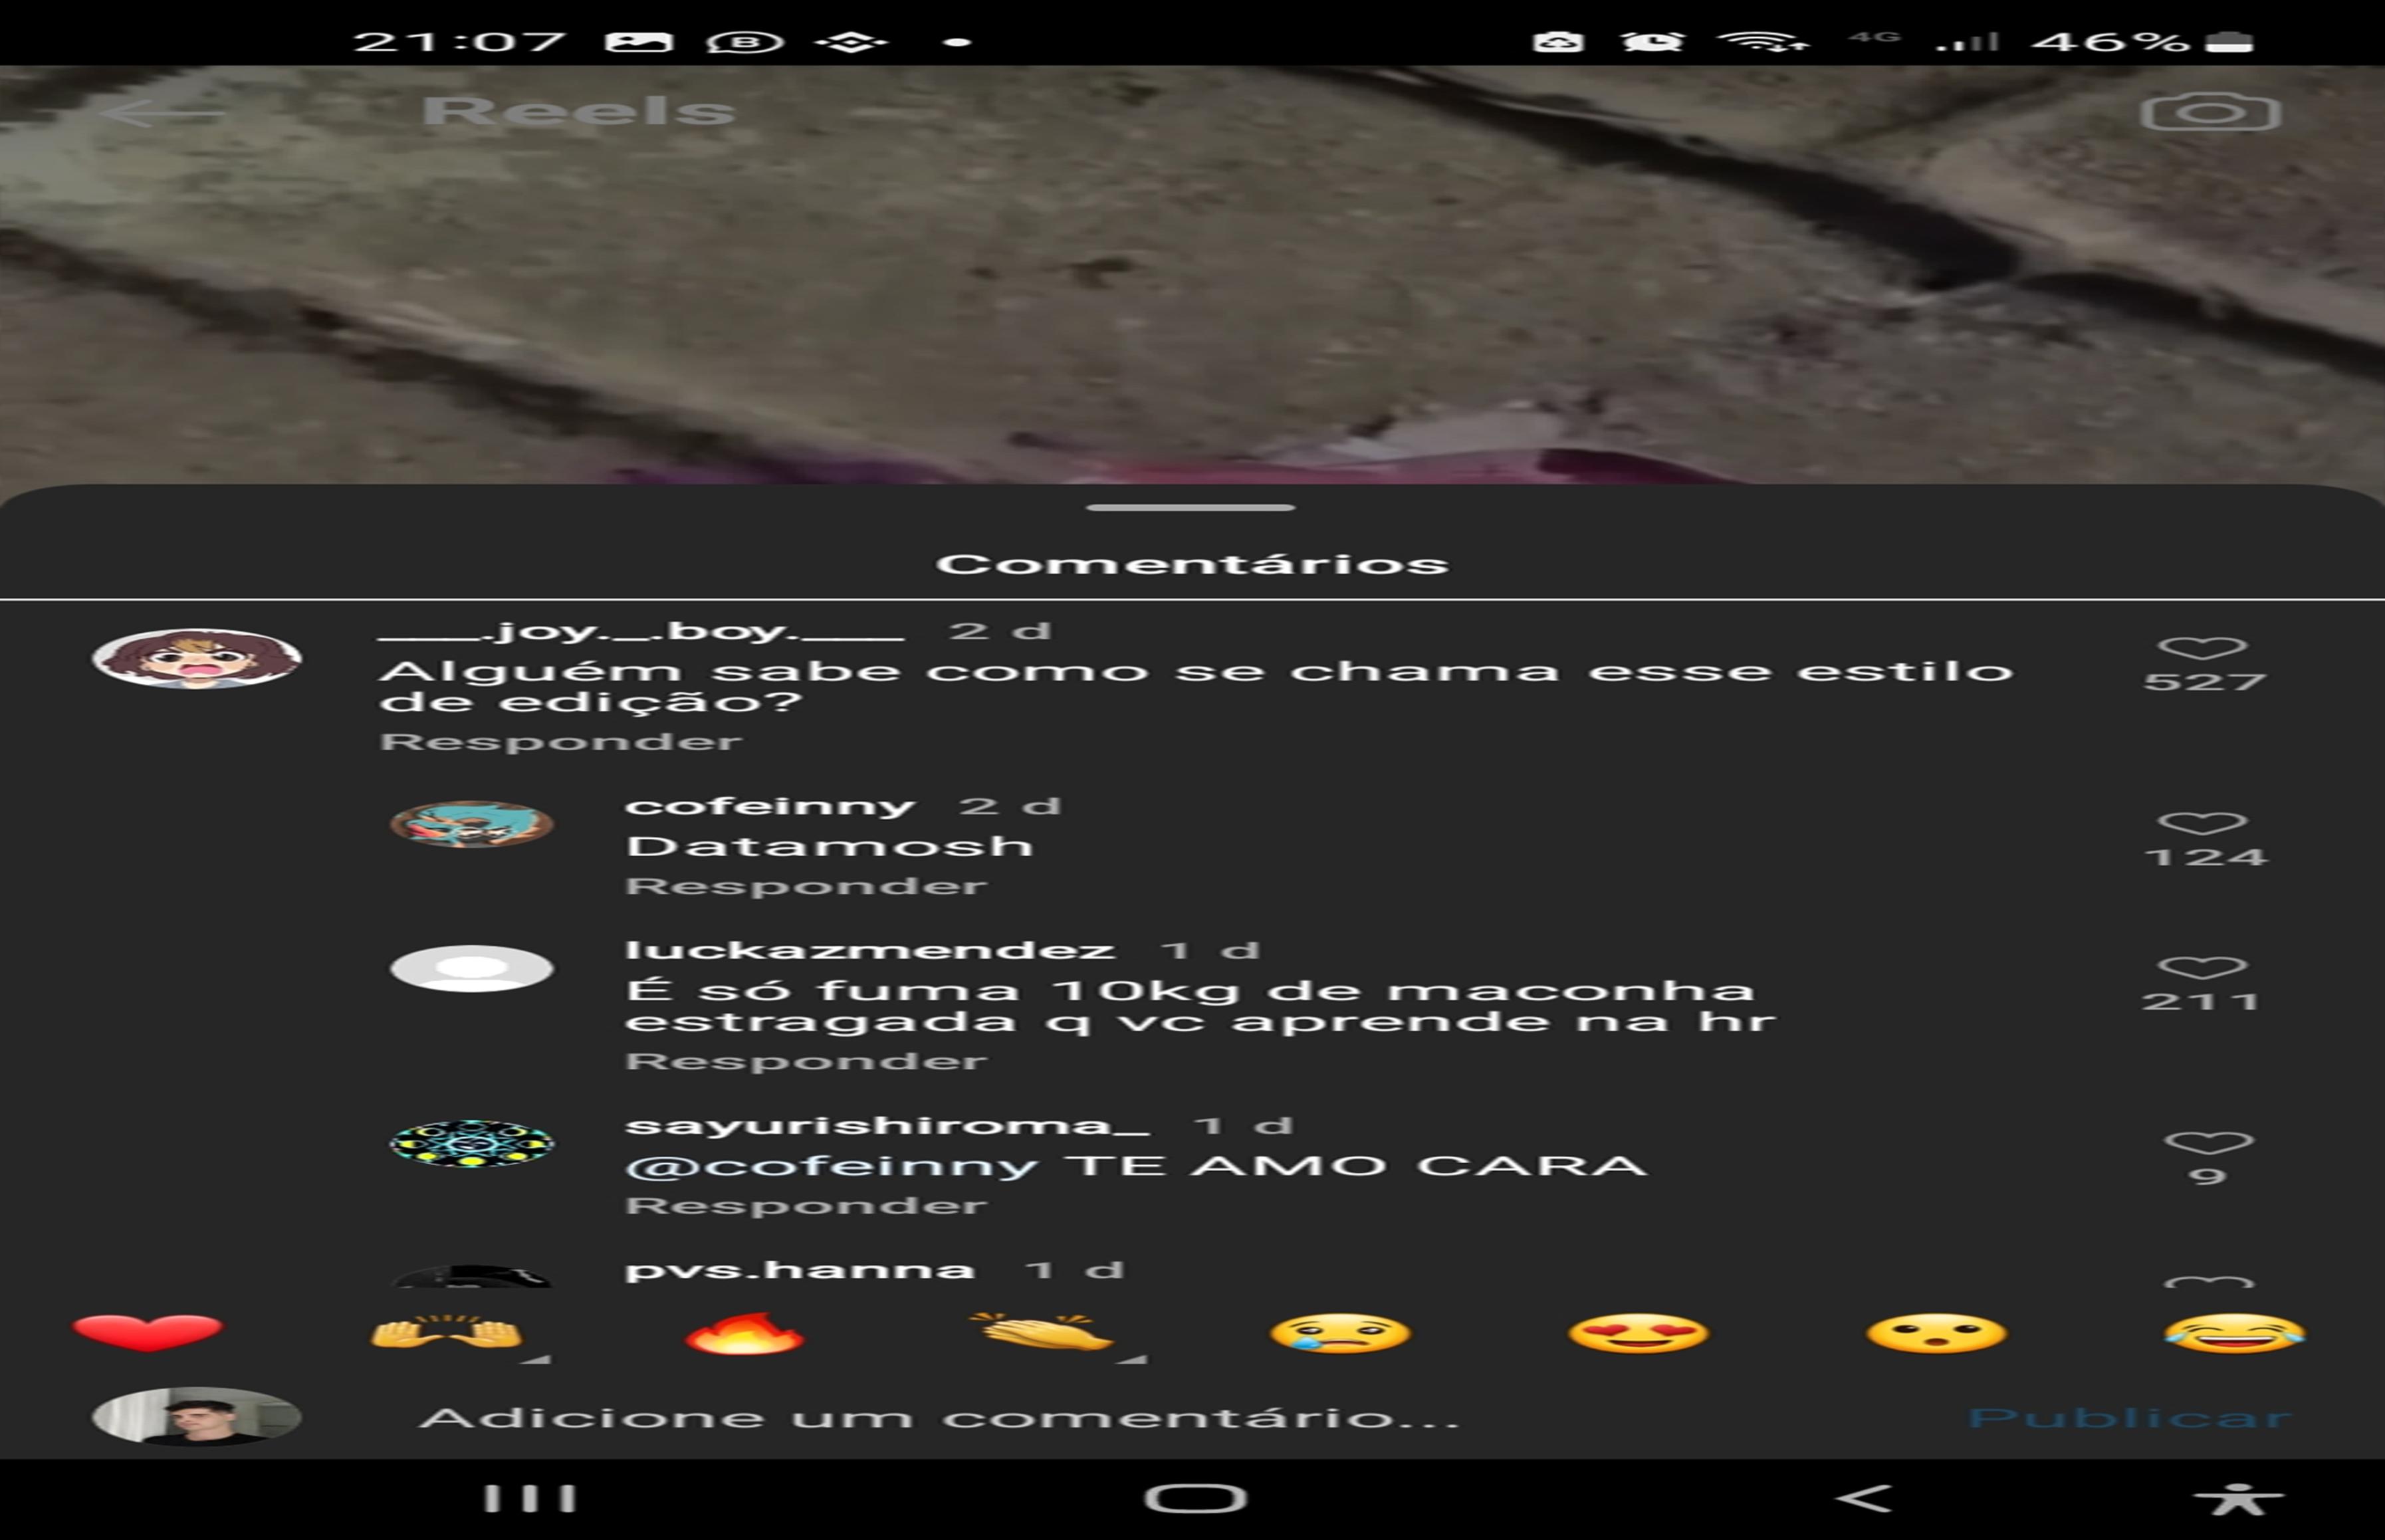 21:07 4G 46%
Reels
Comentários
___.joy._.boy.___ 2 d
Alguém sabe como se chama esse estilo
527
de edição?
Responder
cofeinny 2 d
Datamosh
124
Responder
luckazmendez 1 d
É só fuma 10kg de maconha
211
estragada q vc aprende na hr
Responder
sayurishiroma_ 1 d
@cofeinny TE AMO CARA
9
Responder
pvs.hanna 1 d
Adicione um comentário... Publicar